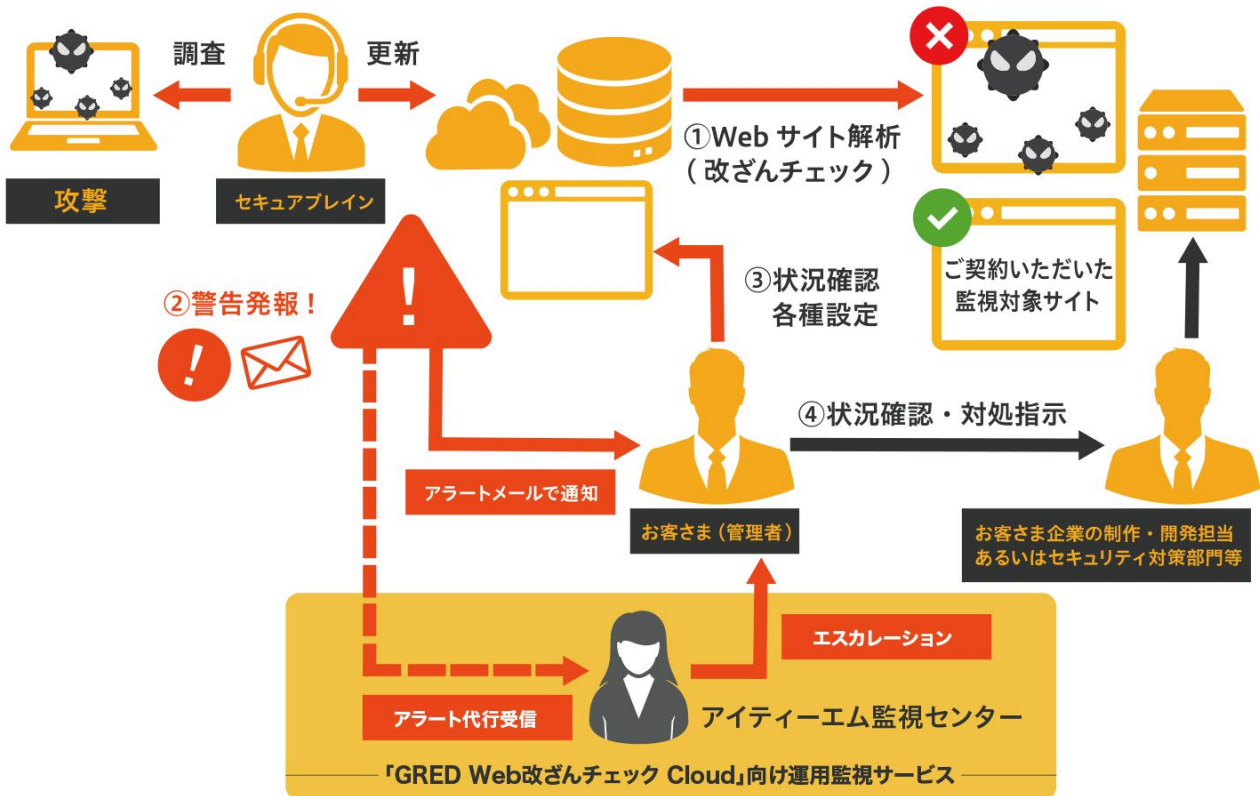 調査
更新
攻撃
セキュアブレイン
①Web サイト解析
( 改ざんチェック )
ご契約いただいた
監視対象サイト
②警告発報！
③状況確認
各種設定
④状況確認・対処指示
アラートメールで通知
お客さま（管理者）
お客さま企業の制作・開発担当
あるいはセキュリティ対策部門等
エスカレーション
アラート代行受信
アイティーエム監視センター
「GRED Web改ざんチェック Cloud」向け運用監視サービス